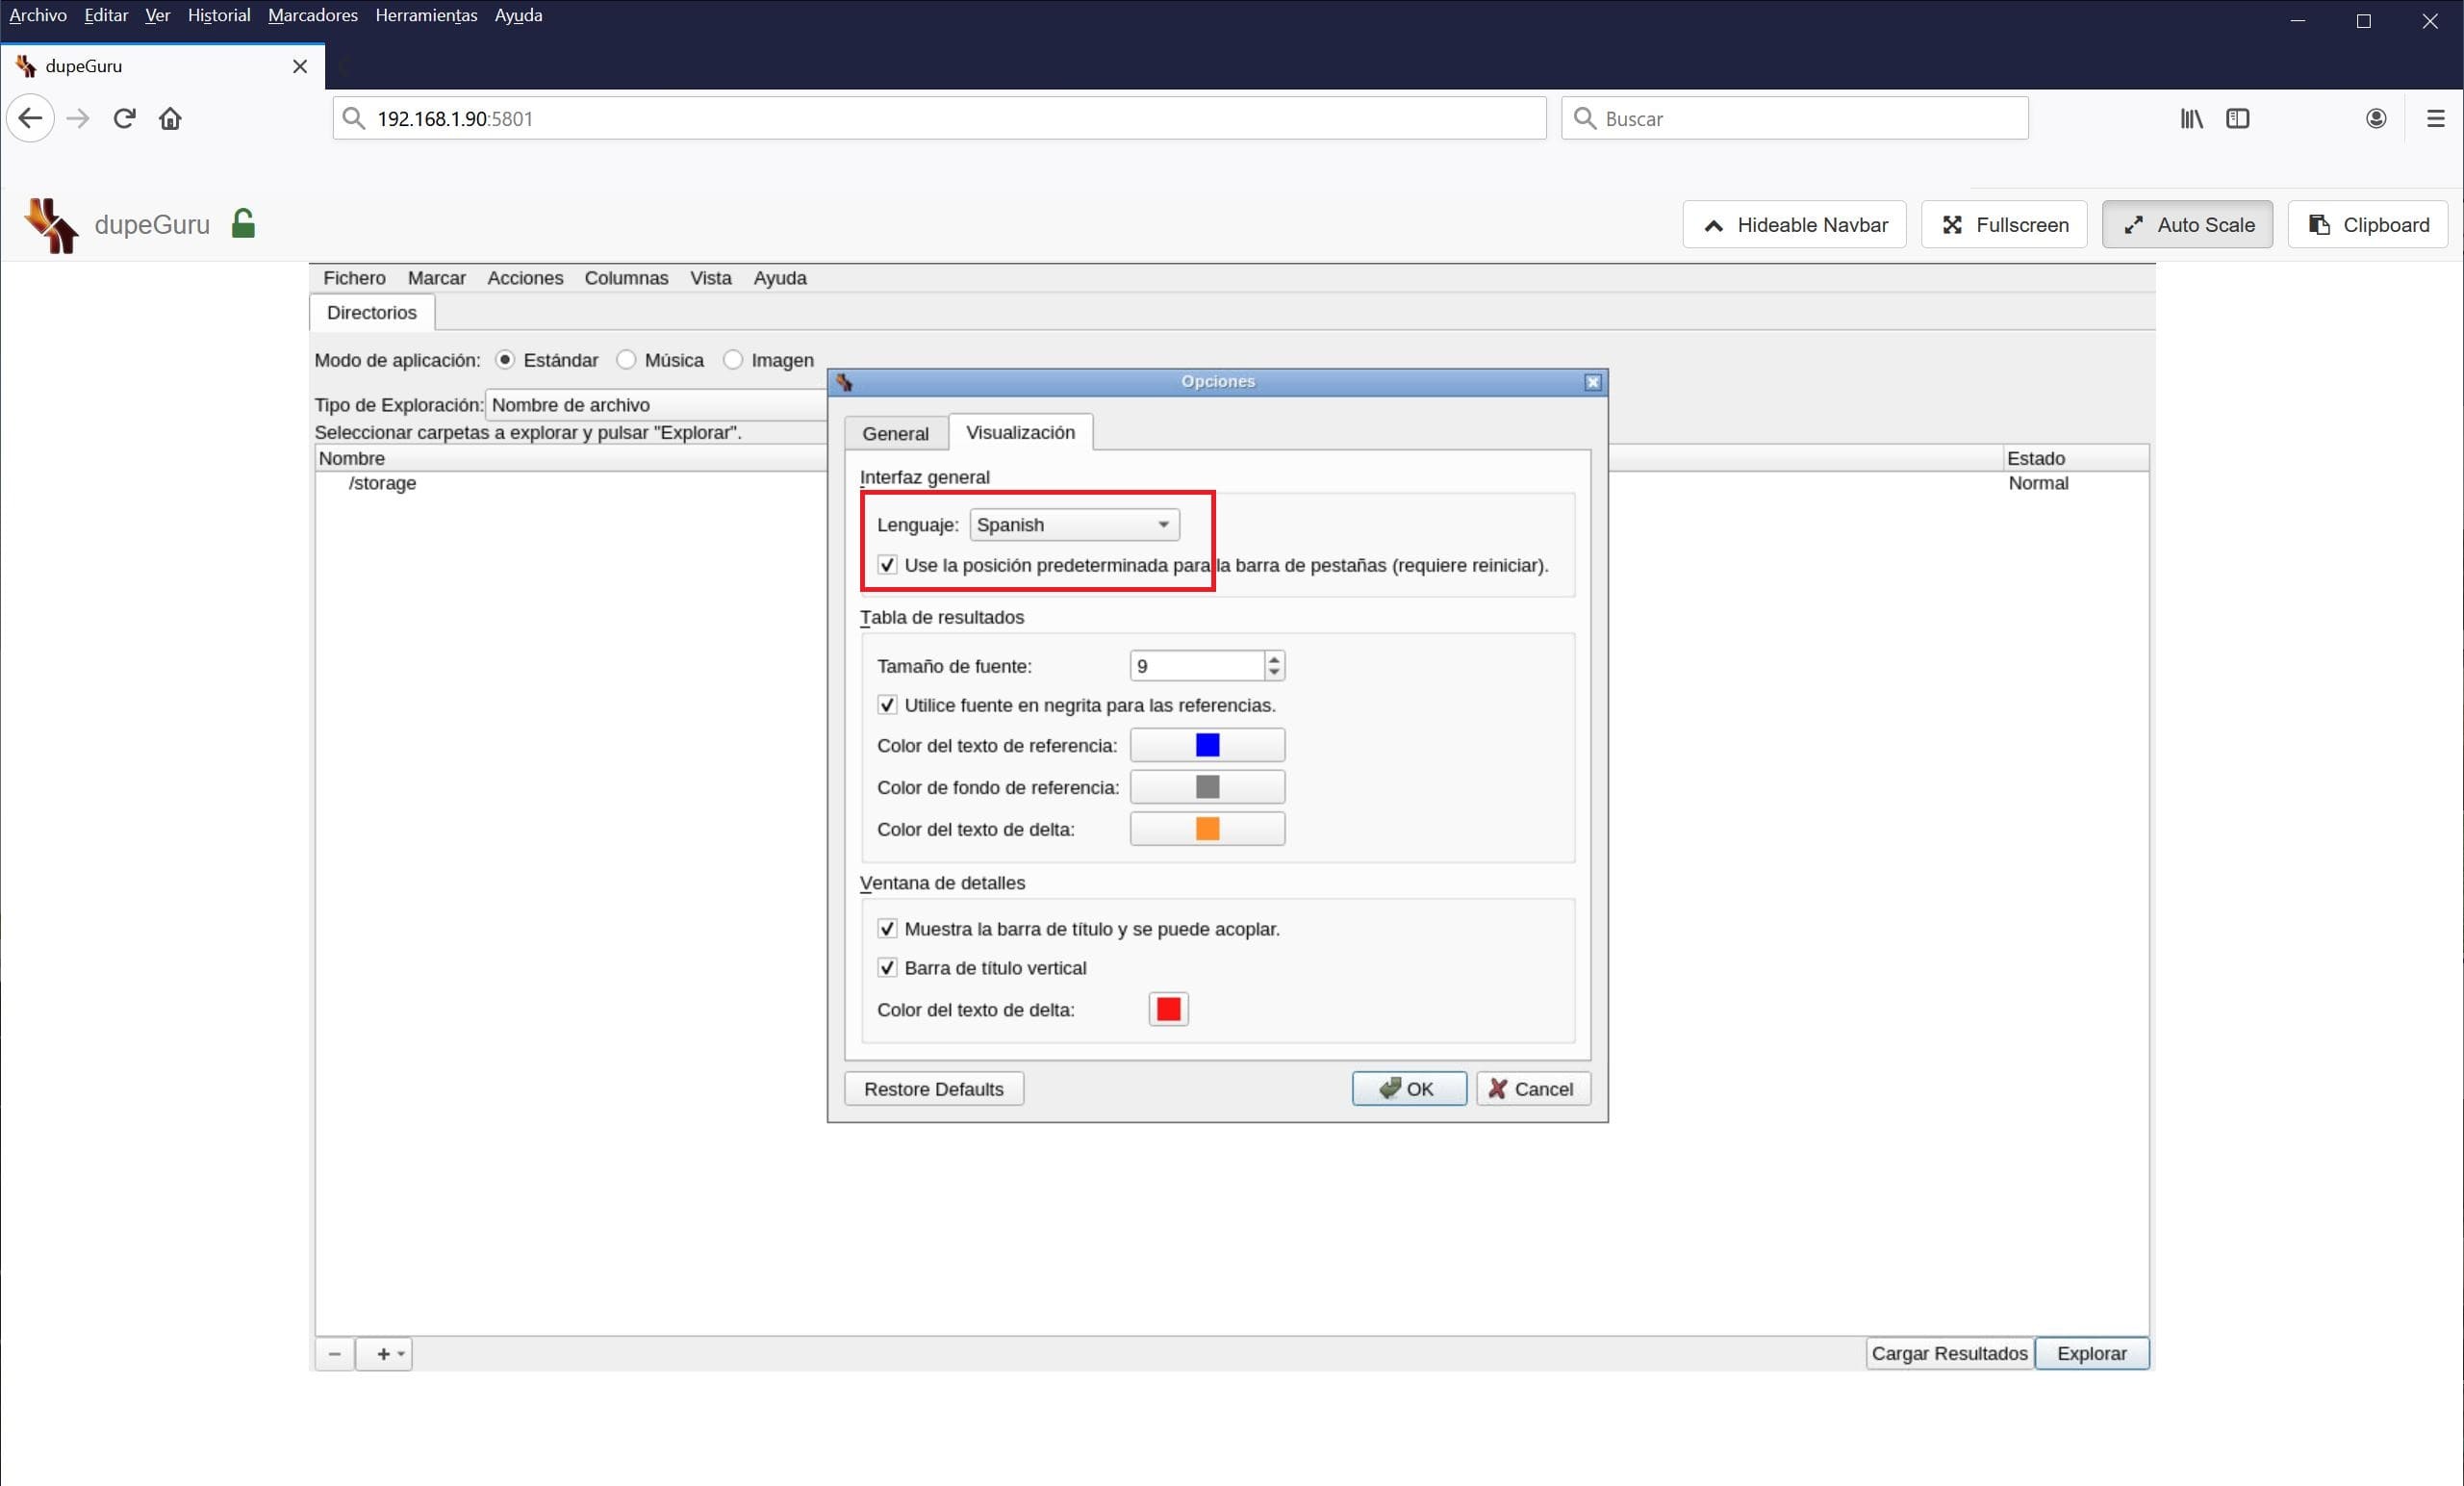 Archivo Editar Ver Historial Marcadores Herramientas Ayuda
dupeGuru
192.168.1.90:5801
Buscar
dupeGuru
Hideable Navbar
Fullscreen
Auto Scale
Clipboard
Fichero Marcar Acciones Columnas Vista Ayuda
Directorios
Modo de aplicación: Estándar Música Imagen
Tipo de Exploración: Nombre de archivo
Seleccionar carpetas a explorar y pulsar "Explorar".
Nombre Estado
/storage Normal
Opciones
General Visualización
Interfaz general
Lenguaje: Spanish
Use la posición predeterminada para la barra de pestañas (requiere reiniciar).
Tabla de resultados
Tamaño de fuente: 9
Utilice fuente en negrita para las referencias.
Color del texto de referencia:
Color de fondo de referencia:
Color del texto de delta:
Ventana de detalles
Muestra la barra de título y se puede acoplar.
Barra de título vertical
Color del texto de delta:
Restore Defaults OK Cancel
Cargar Resultados Explorar